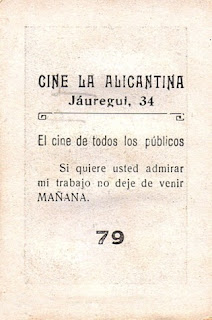 CINE LA ALICANTINA
Jáuregui, 34
El cine de todos los públicos
Si quiere usted admirar
mi trabajo no deje de venir
MAÑANA.
79